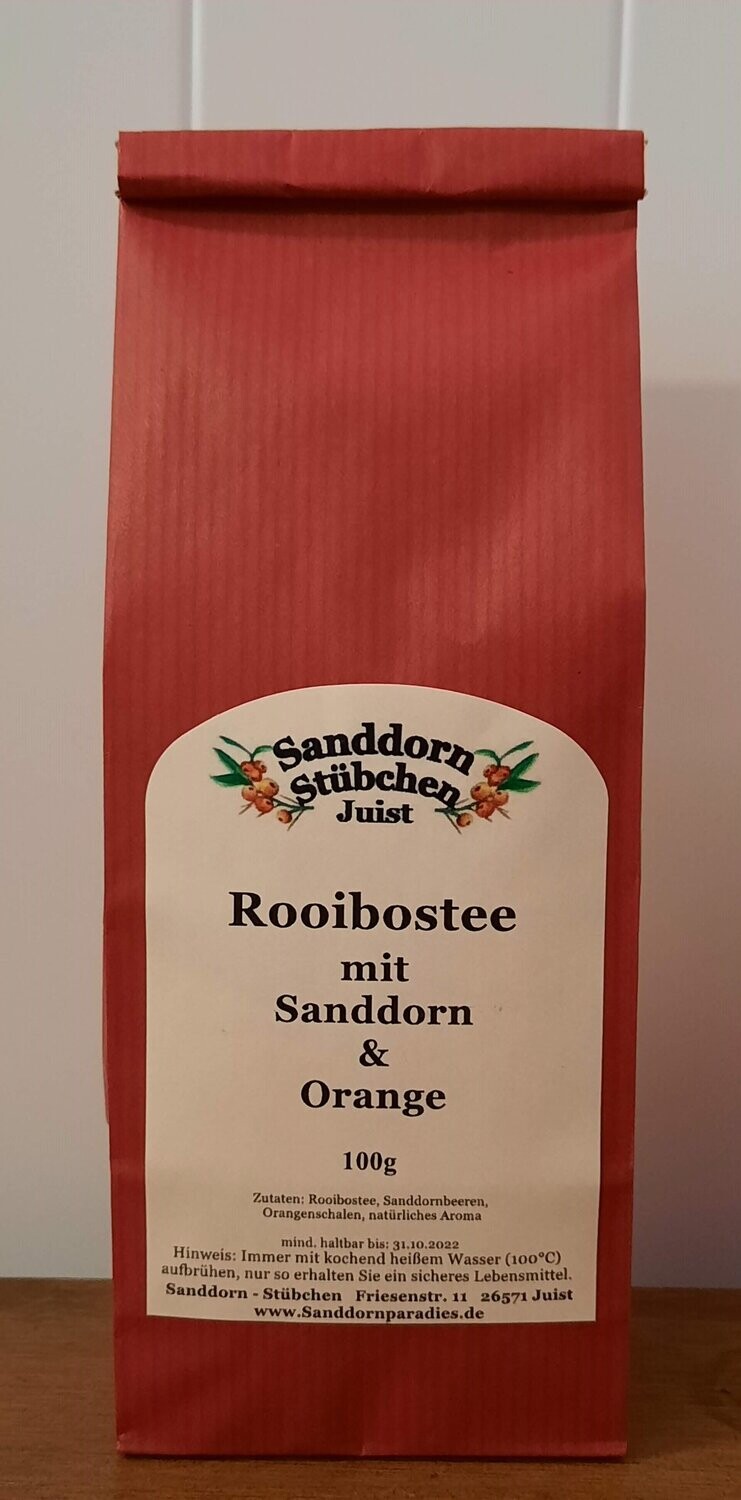 Sanddorn
Stübchen
Juist
Rooibostee
mit
Sanddorn
&
Orange
100g
Zutaten: Rooibostee, Sanddornbeeren,
Orangenschalen, natürliches Aroma
mind. haltbar bis: 31.10.2022
Hinweis: Immer mit kochend heißem Wasser (100°C)
aufbrühen, nur so erhalten Sie ein sicheres Lebensmittel.
Sanddorn - Stübchen Friesenstr. 11 26571 Juist
www.Sanddornparadies.de